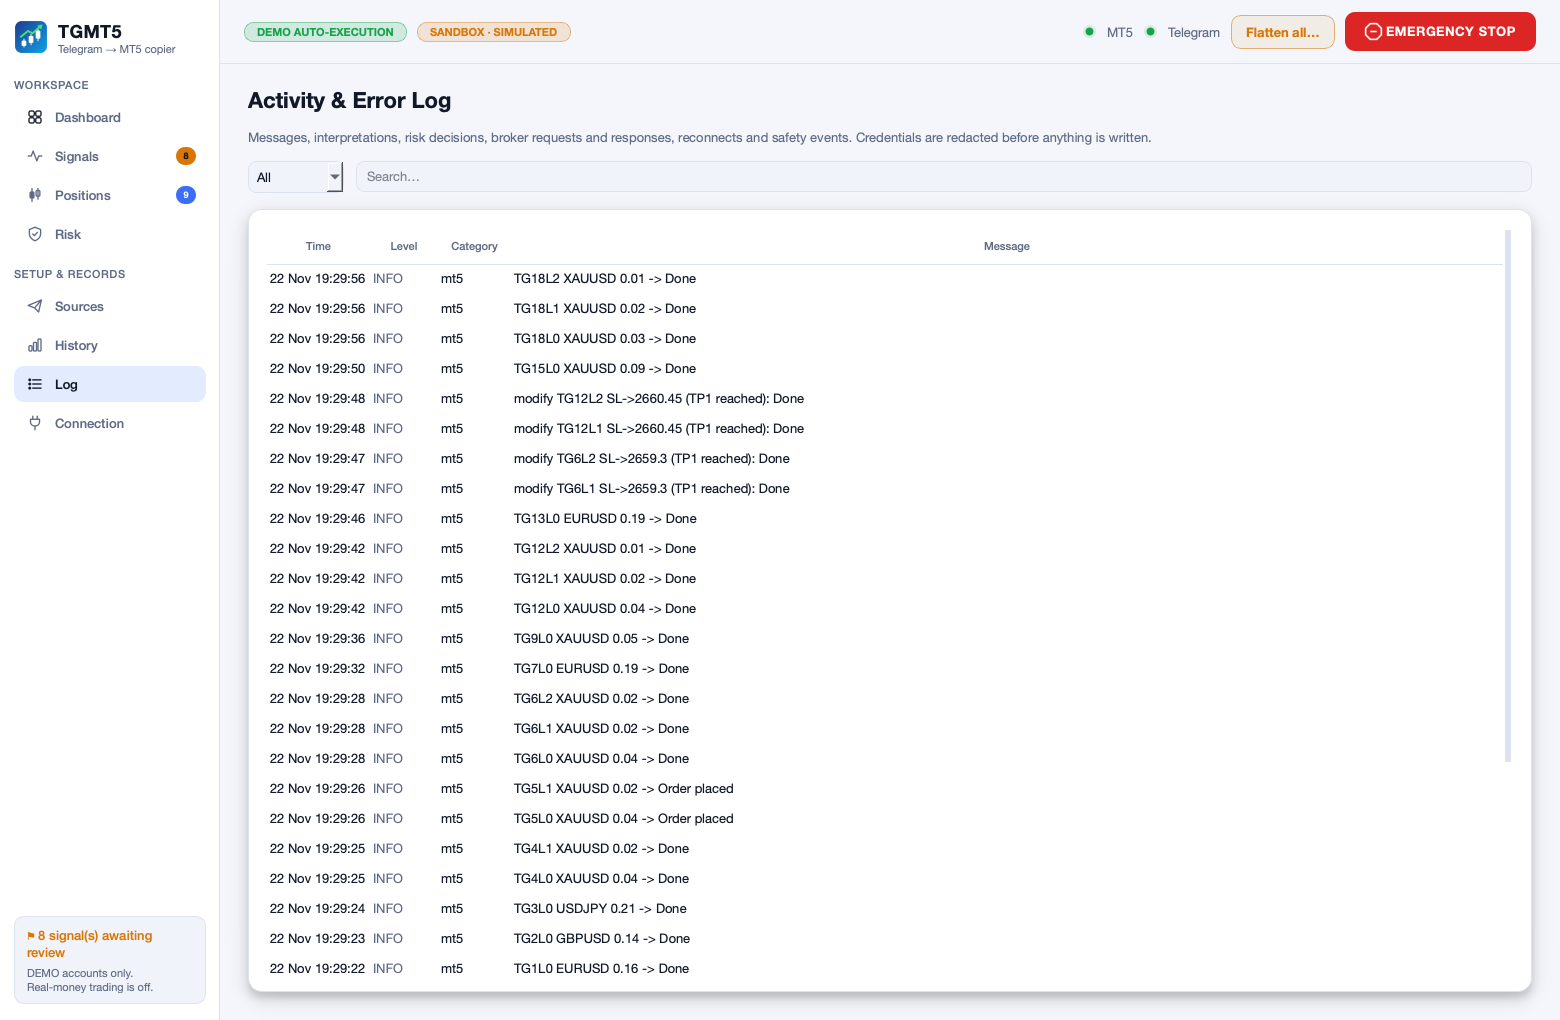 TGMT5
Telegram → MT5 copier
WORKSPACE
Dashboard
Signals 8
Positions 9
Risk
SETUP & RECORDS
Sources
History
Log
Connection
8 signal(s) awaiting
review
DEMO accounts only.
Real-money trading is off.
DEMO AUTO-EXECUTION
SANDBOX · SIMULATED
MT5
Telegram
Flatten all...
EMERGENCY STOP
Activity & Error Log
Messages, interpretations, risk decisions, broker requests and responses, reconnects and safety events. Credentials are redacted before anything is written.
All
Search...
Time Level Category Message
22 Nov 19:29:56 INFO mt5 TG18L2 XAUUSD 0.01 -> Done
22 Nov 19:29:56 INFO mt5 TG18L1 XAUUSD 0.02 -> Done
22 Nov 19:29:56 INFO mt5 TG18L0 XAUUSD 0.03 -> Done
22 Nov 19:29:50 INFO mt5 TG15L0 XAUUSD 0.09 -> Done
22 Nov 19:29:48 INFO mt5 modify TG12L2 SL->2660.45 (TP1 reached): Done
22 Nov 19:29:48 INFO mt5 modify TG12L1 SL->2660.45 (TP1 reached): Done
22 Nov 19:29:47 INFO mt5 modify TG6L2 SL->2659.3 (TP1 reached): Done
22 Nov 19:29:47 INFO mt5 modify TG6L1 SL->2659.3 (TP1 reached): Done
22 Nov 19:29:46 INFO mt5 TG13L0 EURUSD 0.19 -> Done
22 Nov 19:29:42 INFO mt5 TG12L2 XAUUSD 0.01 -> Done
22 Nov 19:29:42 INFO mt5 TG12L1 XAUUSD 0.02 -> Done
22 Nov 19:29:42 INFO mt5 TG12L0 XAUUSD 0.04 -> Done
22 Nov 19:29:36 INFO mt5 TG9L0 XAUUSD 0.05 -> Done
22 Nov 19:29:32 INFO mt5 TG7L0 EURUSD 0.19 -> Done
22 Nov 19:29:28 INFO mt5 TG6L2 XAUUSD 0.02 -> Done
22 Nov 19:29:28 INFO mt5 TG6L1 XAUUSD 0.02 -> Done
22 Nov 19:29:28 INFO mt5 TG6L0 XAUUSD 0.04 -> Done
22 Nov 19:29:26 INFO mt5 TG5L1 XAUUSD 0.02 -> Order placed
22 Nov 19:29:26 INFO mt5 TG5L0 XAUUSD 0.04 -> Order placed
22 Nov 19:29:25 INFO mt5 TG4L1 XAUUSD 0.02 -> Done
22 Nov 19:29:25 INFO mt5 TG4L0 XAUUSD 0.04 -> Done
22 Nov 19:29:24 INFO mt5 TG3L0 USDJPY 0.21 -> Done
22 Nov 19:29:23 INFO mt5 TG2L0 GBPUSD 0.14 -> Done
22 Nov 19:29:22 INFO mt5 TG1L0 EURUSD 0.16 -> Done